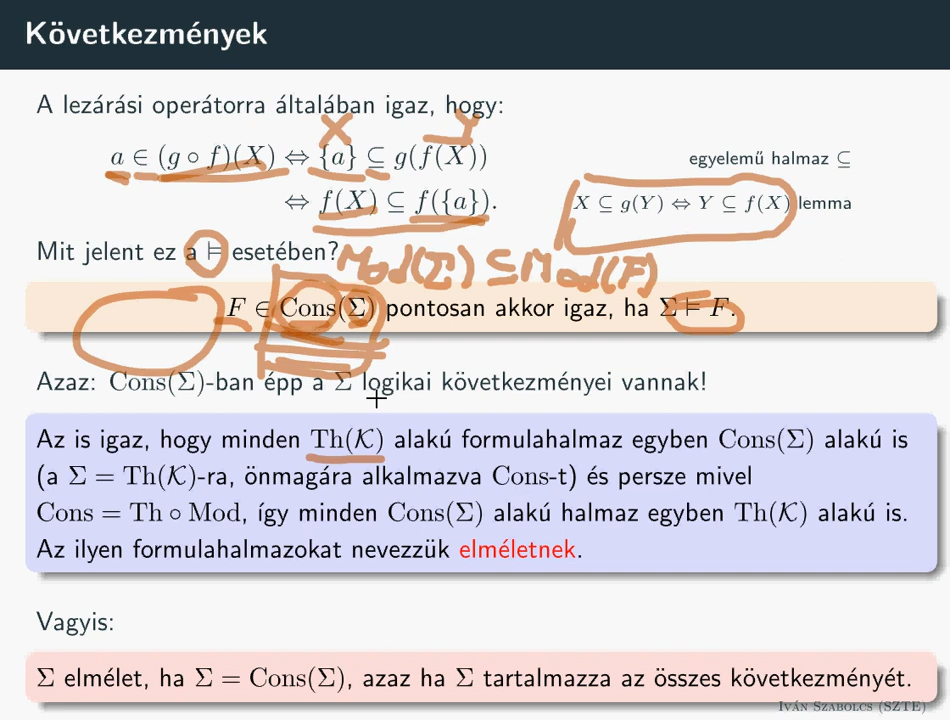 Következmények
A lezárási operátorra általában igaz, hogy:
X Y
a ∈ (g ∘ f)(X) ⇔ {a} ⊆ g(f(X)) egyelemű halmaz ⊆
⇔ f(X) ⊆ f({a}). X ⊆ g(Y) ⇔ Y ⊆ f(X) lemma
Mit jelent ez a ⊨ esetében? Mod(Σ) ⊆ Mod(F)
F ∈ Cons(Σ) pontosan akkor igaz, ha Σ ⊨ F.
Azaz: Cons(Σ)-ban épp a Σ logikai következményei vannak!
Az is igaz, hogy minden Th(𝒦) alakú formulahalmaz egyben Cons(Σ) alakú is
(a Σ = Th(𝒦)-ra, önmagára alkalmazva Cons-t) és persze mivel
Cons = Th ∘ Mod, így minden Cons(Σ) alakú halmaz egyben Th(𝒦) alakú is.
Az ilyen formulahalmazokat nevezzük elméletnek.
Vagyis:
Σ elmélet, ha Σ = Cons(Σ), azaz ha Σ tartalmazza az összes következményét.
Iván Szabolcs (SZTE)